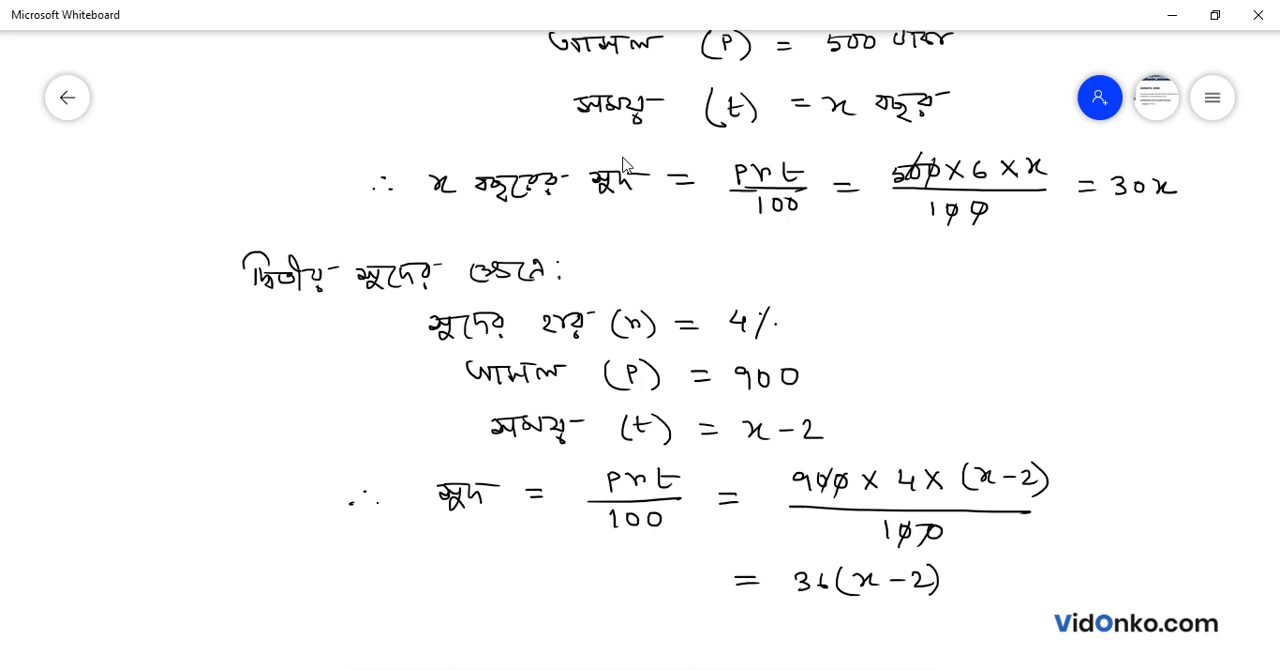 Microsoft Whiteboard
আসল (P) = 500 টাকা
সময় (t) = x বছর
∴ x বছরের সুদ = prt/100 = 500 × 6 × x/100 = 30x
দ্বিতীয় সুদের ক্ষেত্রে:
সুদের হার (r) = 4%
আসল (P) = 900
সময় (t) = x - 2
∴ সুদ = prt/100 = 900 × 4 × (x - 2)/100
= 36(x - 2)
VidOnko.com